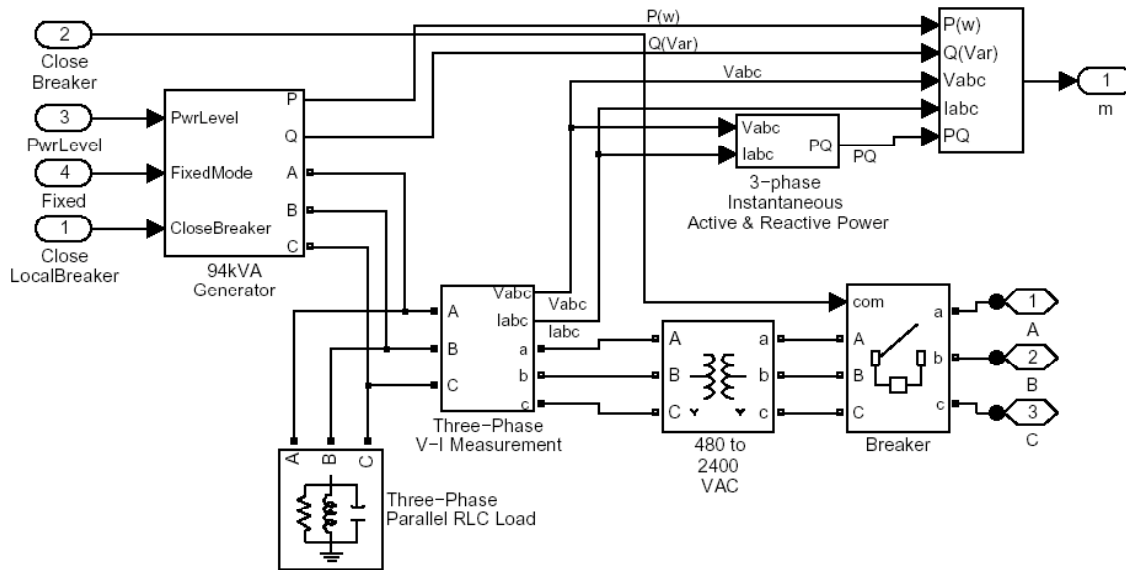 2
Close
Breaker
3
PwrLevel
4
Fixed
1
Close
LocalBreaker
PwrLevel
FixedMode
CloseBreaker
P
Q
A
B
C
94kVA
Generator
P(w)
Q(Var)
Vabc
P(w)
Q(Var)
Vabc
Iabc
PQ
1
m
Vabc
Iabc
PQ
PQ
3-phase
Instantaneous
Active & Reactive Power
A
B
C
Vabc
Iabc
a
b
c
Vabc
Iabc
Three-Phase
V-I Measurement
A
B
C
Three-Phase
Parallel RLC Load
A
B
C
a
b
c
Y
Y
480 to
2400
VAC
com
A
B
C
a
b
c
Breaker
1
A
2
B
3
C